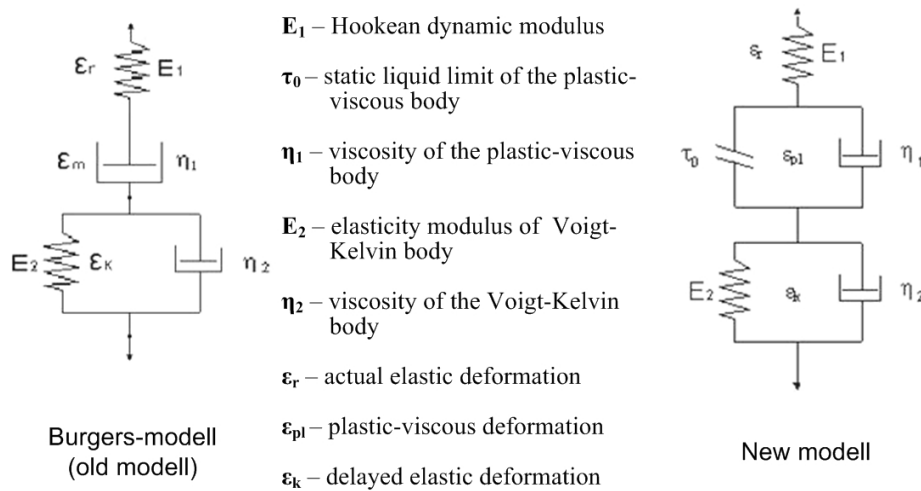 εr E1
εm η1
E2 εK η2
Burgers-modell
(old modell)
E1 – Hookean dynamic modulus
τ0 – static liquid limit of the plastic-
viscous body
η1 – viscosity of the plastic-viscous
body
E2 – elasticity modulus of Voigt-
Kelvin body
η2 – viscosity of the Voigt-Kelvin
body
εr – actual elastic deformation
εpl – plastic-viscous deformation
εk – delayed elastic deformation
εr E1
τ0 εpl η1
E2 εk η2
New modell